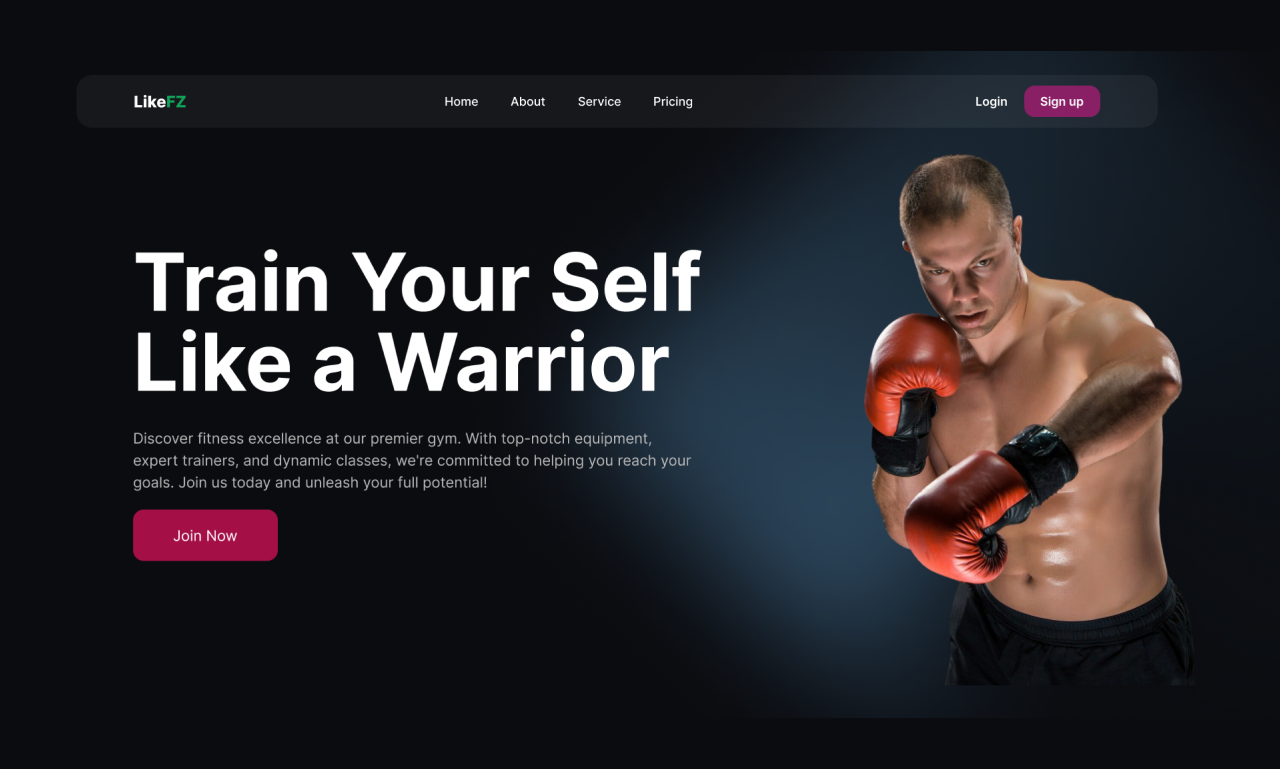 LikeFZ
Home About Service Pricing
Login Sign up
Train Your Self
Like a Warrior
Discover fitness excellence at our premier gym. With top-notch equipment,
expert trainers, and dynamic classes, we're committed to helping you reach your
goals. Join us today and unleash your full potential!
Join Now